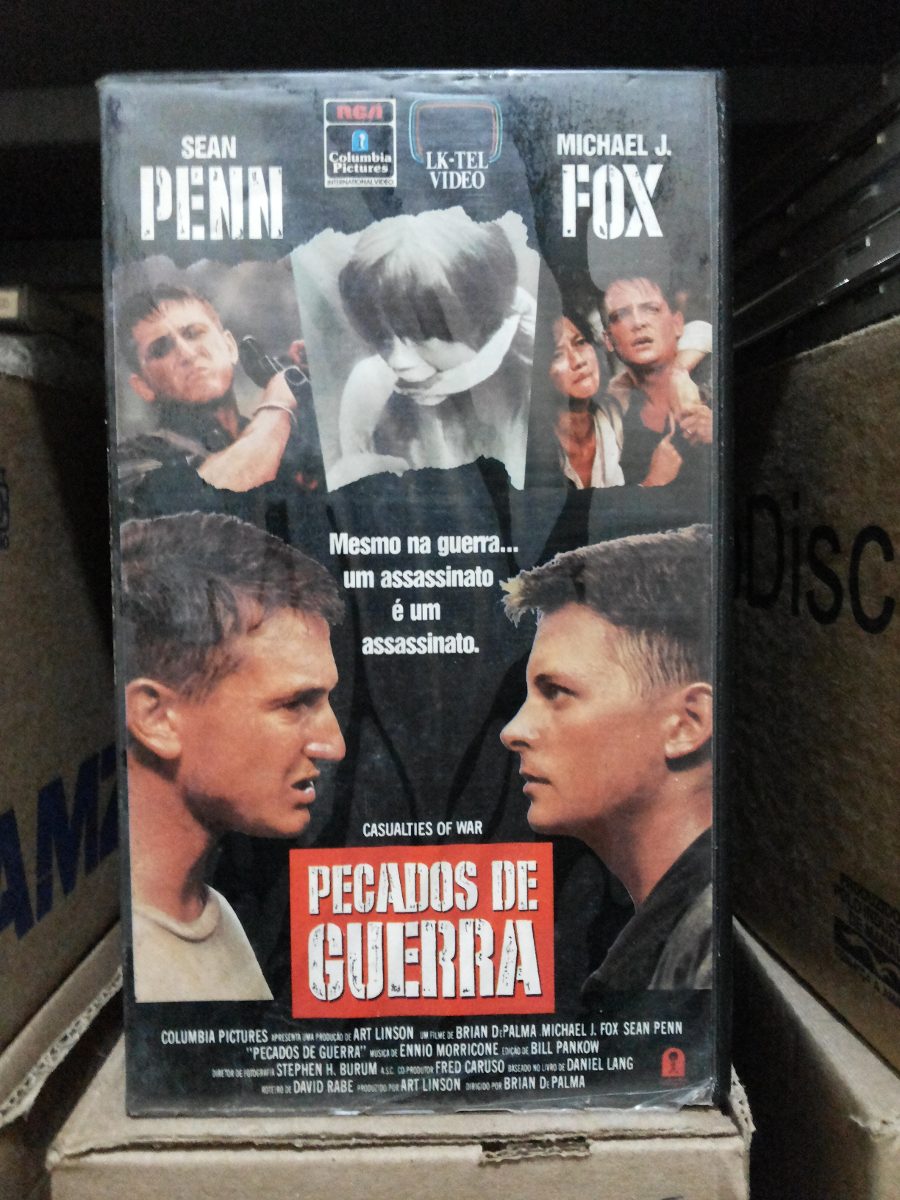 SEAN
PENN
RCA
Columbia
Pictures
INTERNATIONAL VIDEO
LK-TEL
VIDEO
MICHAEL J.
FOX
Mesmo na guerra...
um assassinato
é um
assassinato.
CASUALTIES OF WAR
PECADOS DE
GUERRA
COLUMBIA PICTURES APRESENTA UMA PRODUÇÃO DE ART LINSON UM FILME DE BRIAN DePALMA.MICHAEL J. FOX SEAN PENN
"PECADOS DE GUERRA" MUSICA DE ENNIO MORRICONE EDIÇÃO DE BILL PANKOW
DIRETOR DE FOTOGRAFIA STEPHEN H. BURUM A.S.C. CO-PRODUTOR FRED CARUSO BASEADO NO LIVRO DE DANIEL LANG
ROTEIRO DE DAVID RABE PRODUZIDO POR ART LINSON DIRIGIDO POR BRIAN DePALMA
AMZ
Disc